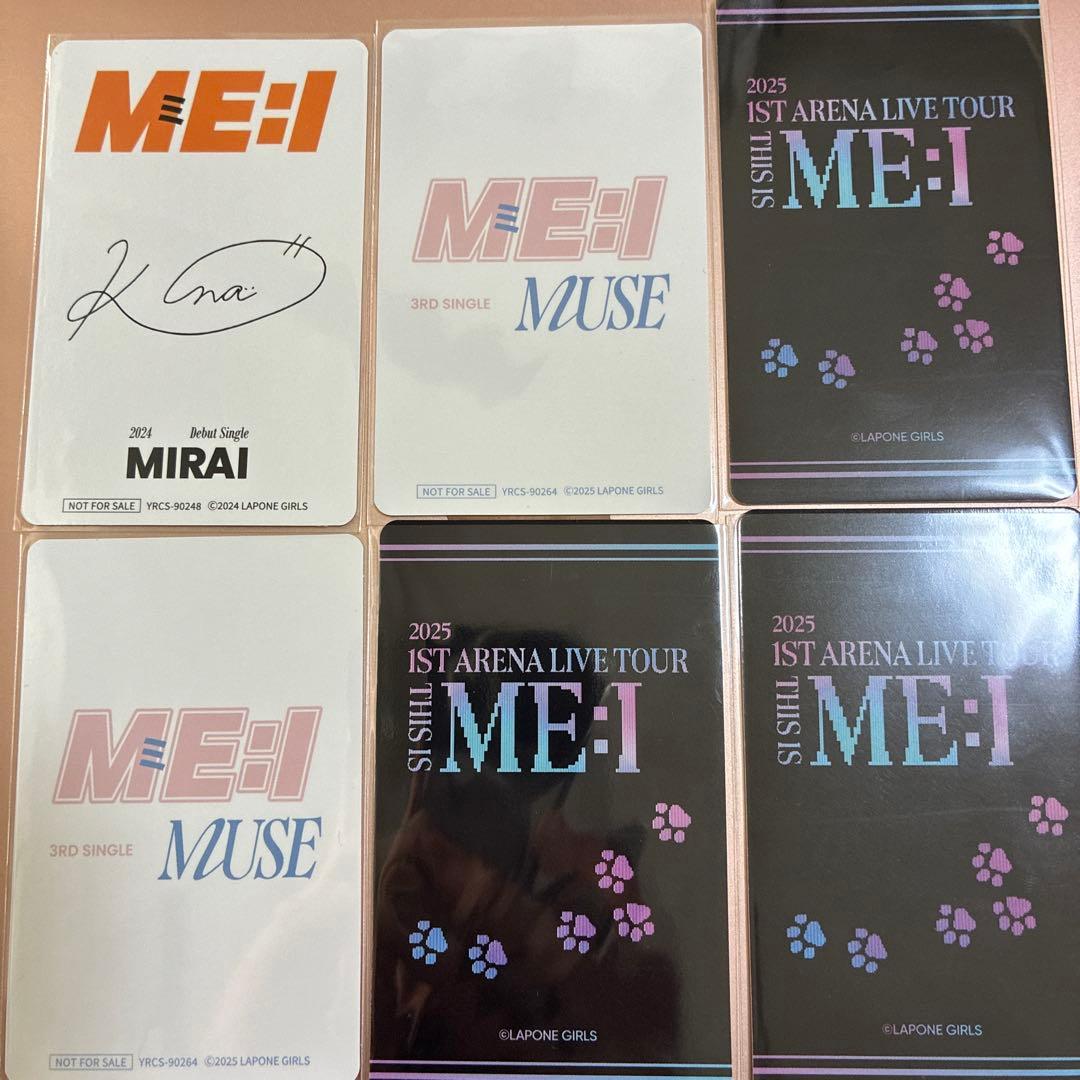 ME:I
K
2024 Debut Single
MIRAI
NOT FOR SALE YRCS-90248 ©2024 LAPONE GIRLS
ME:I
3RD SINGLE MUSE
NOT FOR SALE YRCS-90264 ©2025 LAPONE GIRLS
2025
1ST ARENA LIVE TOUR
THIS IS
ME:I
©LAPONE GIRLS
ME:I
3RD SINGLE MUSE
NOT FOR SALE YRCS-90264 ©2025 LAPONE GIRLS
2025
1ST ARENA LIVE TOUR
THIS IS
ME:I
©LAPONE GIRLS
2025
1ST ARENA LIVE TOUR
THIS IS
ME:I
©LAPONE GIRLS